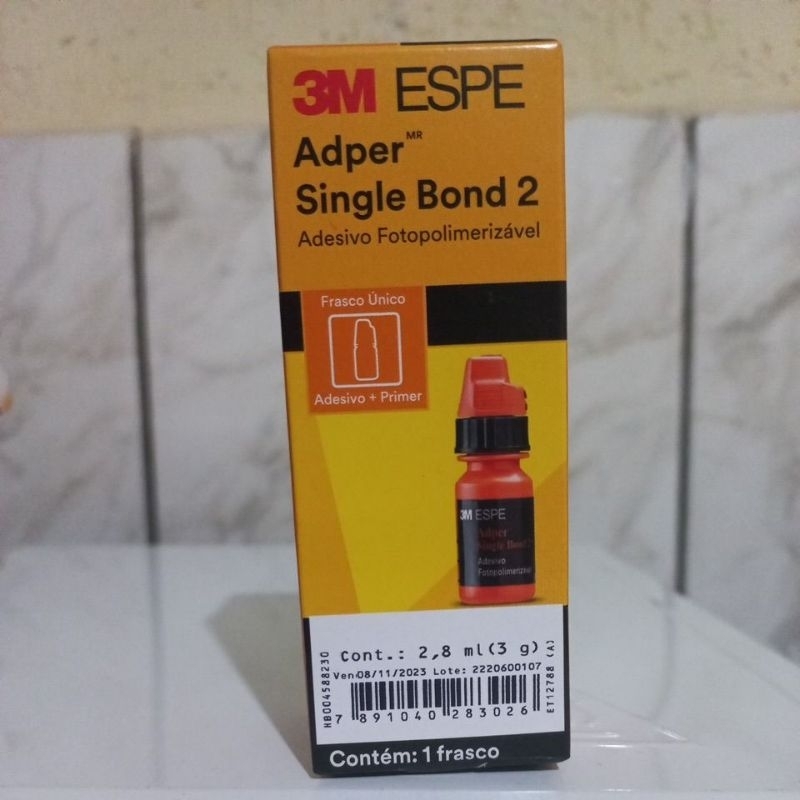 3M ESPE
Adper MR
Single Bond 2
Adesivo Fotopolimerizável
Frasco Único
Adesivo + Primer
3M ESPE
Adper
Single Bond 2
Adesivo
Fotopolimerizável
Cont.: 2,8 ml(3 g)
Ven08/11/2023 Lote: 2220600107
HB004588230
ET12788 (A)
7 891040 283026
Contém: 1 frasco